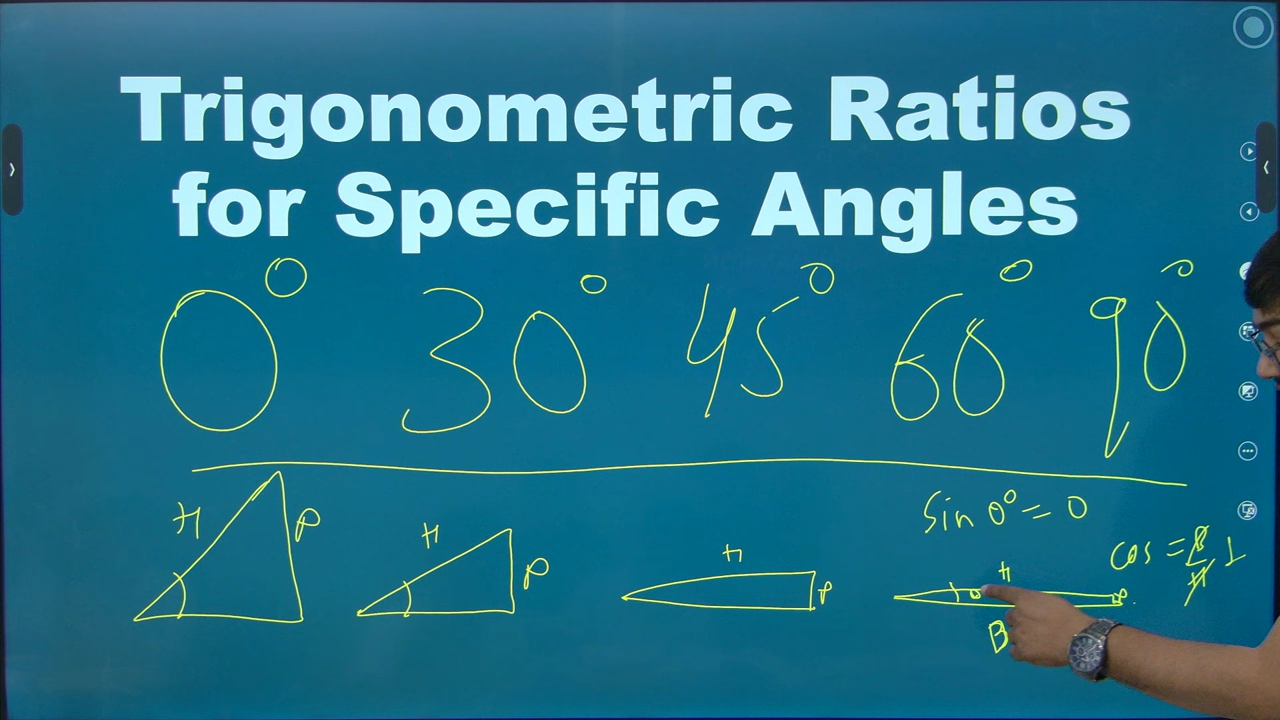 Trigonometric Ratios
for Specific Angles
0° 30° 45° 60° 90°
H P
H P
H P
sin 0° = 0
cos = B/H 1
H P
B